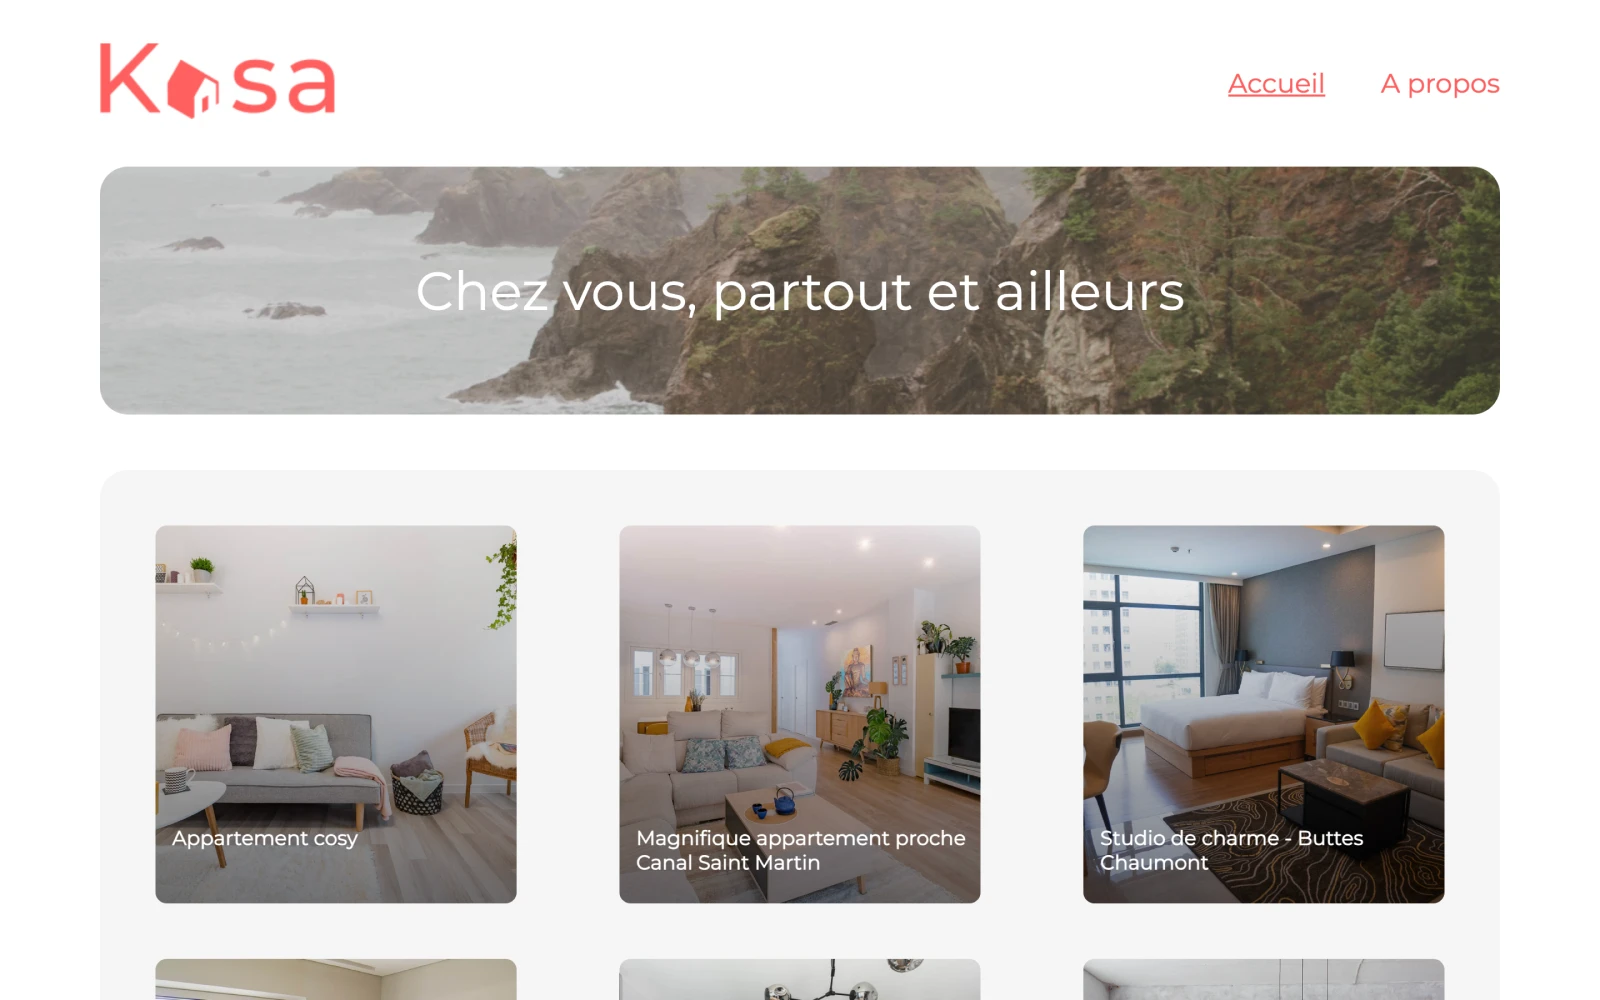 Kasa
Accueil
A propos
Chez vous, partout et ailleurs
Appartement cosy
Magnifique appartement proche
Canal Saint Martin
Studio de charme - Buttes
Chaumont